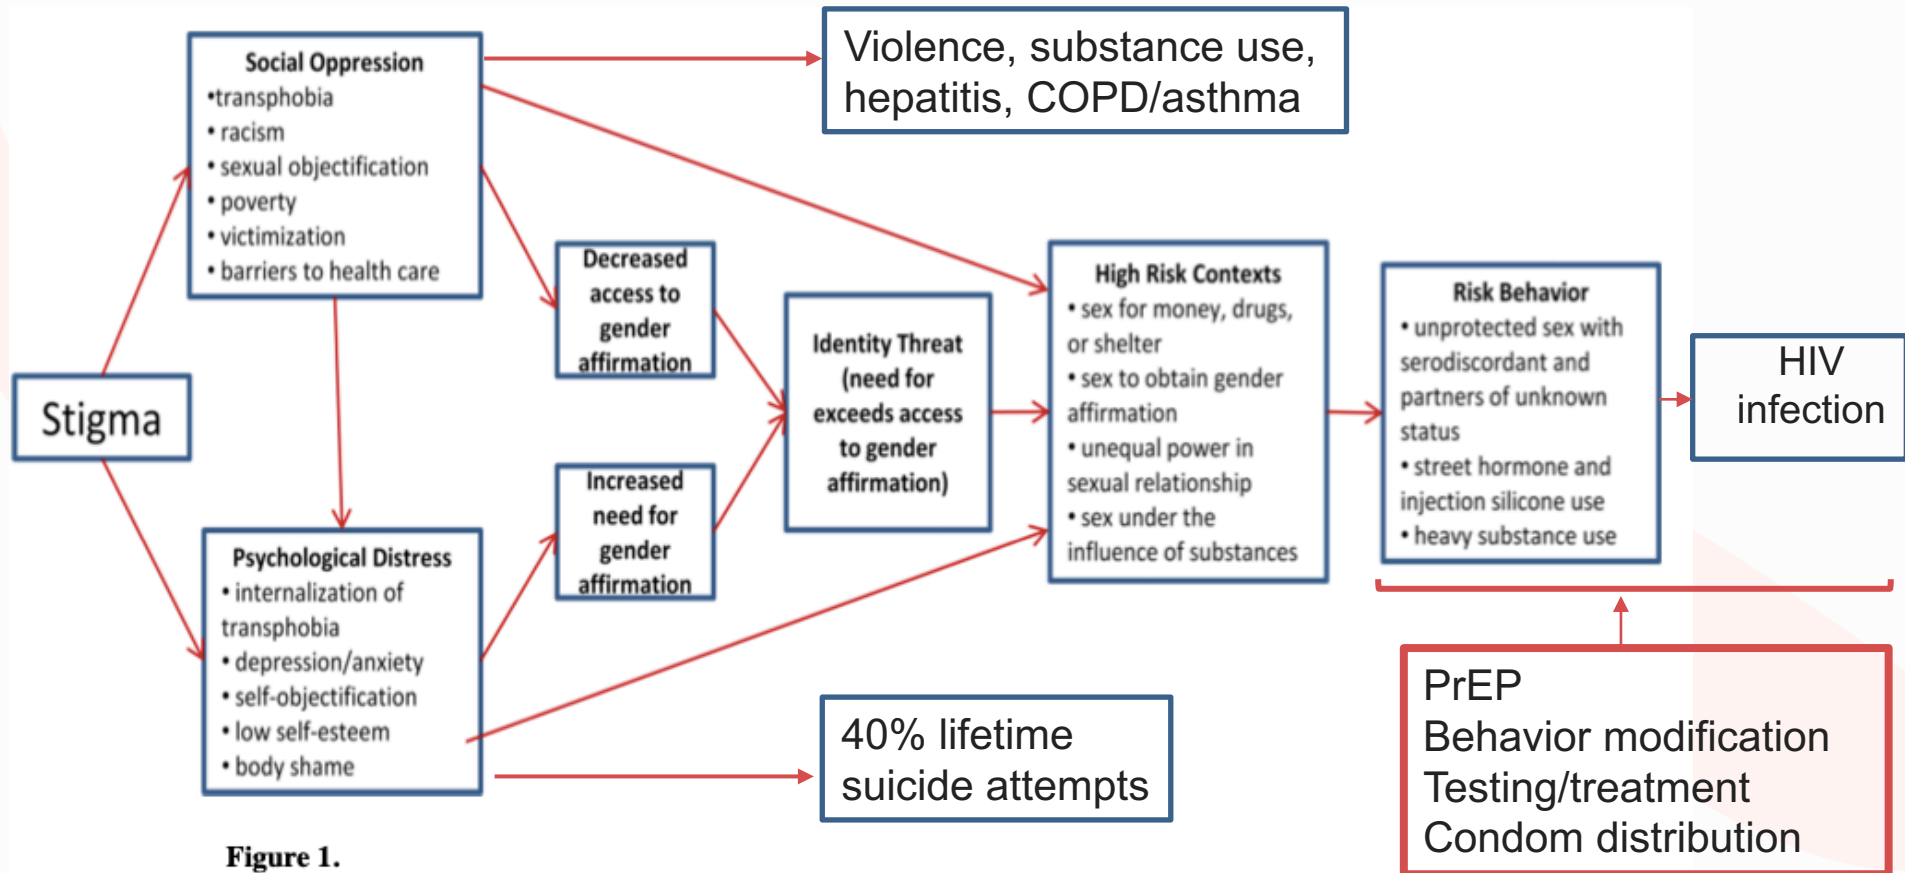 Stigma
Social Oppression
•transphobia
• racism
• sexual objectification
• poverty
• victimization
• barriers to health care
Psychological Distress
• internalization of
transphobia
• depression/anxiety
• self-objectification
• low self-esteem
• body shame
Violence, substance use,
hepatitis, COPD/asthma
Decreased
access to
gender
affirmation
Increased
need for
gender
affirmation
40% lifetime
suicide attempts
Identity Threat
(need for
exceeds access
to gender
affirmation)
High Risk Contexts
• sex for money, drugs,
or shelter
• sex to obtain gender
affirmation
• unequal power in
sexual relationship
• sex under the
influence of substances
Risk Behavior
• unprotected sex with
serodiscordant and
partners of unknown
status
• street hormone and
injection silicone use
• heavy substance use
HIV
infection
PrEP
Behavior modification
Testing/treatment
Condom distribution
Figure 1.